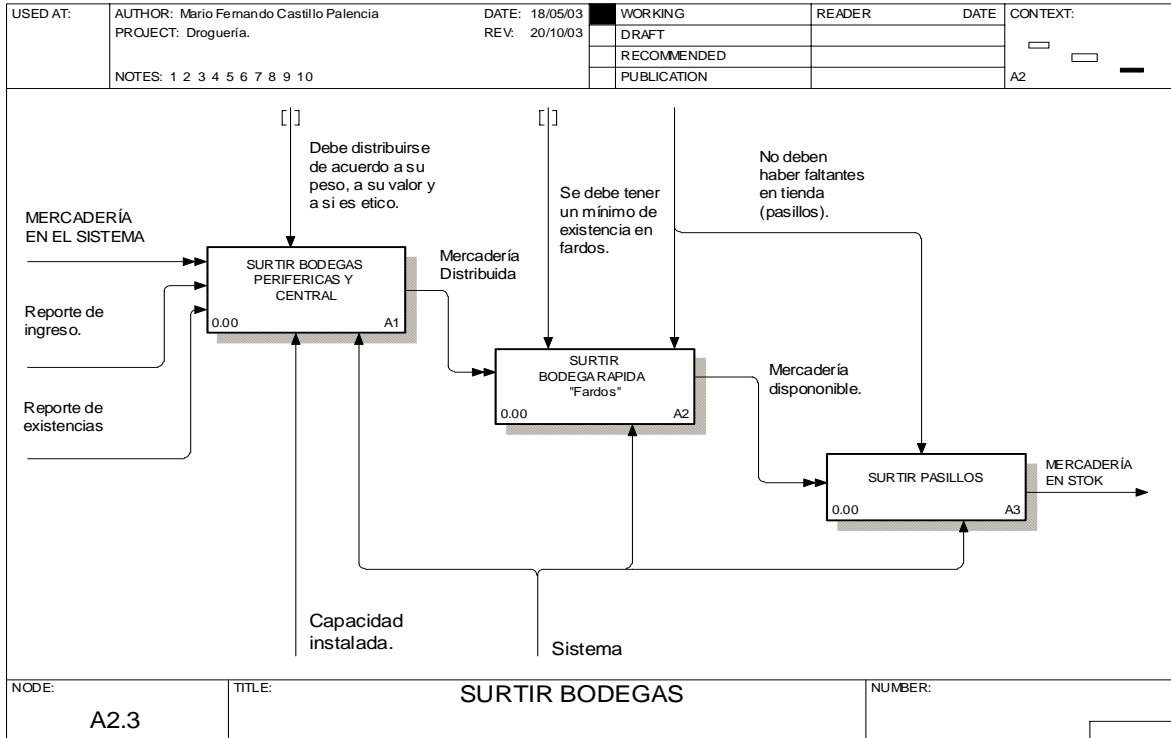 USED AT:
AUTHOR: Mario Fernando Castillo Palencia
DATE: 18/05/03
PROJECT: Droguería.
REV: 20/10/03
NOTES: 1 2 3 4 5 6 7 8 9 10
WORKING
DRAFT
RECOMMENDED
PUBLICATION
READER DATE
CONTEXT:
A2
[ ]
[ ]
Debe distribuirse
de acuerdo a su
peso, a su valor y
a si es etico.
Se debe tener
un mínimo de
existencia en
fardos.
No deben
haber faltantes
en tienda
(pasillos).
MERCADERÍA
EN EL SISTEMA
Reporte de
ingreso.
Reporte de
existencias
SURTIR BODEGAS
PERIFERICAS Y
CENTRAL
0.00 A1
Mercadería
Distribuida
SURTIR
BODEGA RAPIDA
"Fardos"
0.00 A2
Mercadería
dispononible.
SURTIR PASILLOS
0.00 A3
MERCADERÍA
EN STOK
Capacidad
instalada.
Sistema
NODE:
A2.3
TITLE:
SURTIR BODEGAS
NUMBER: